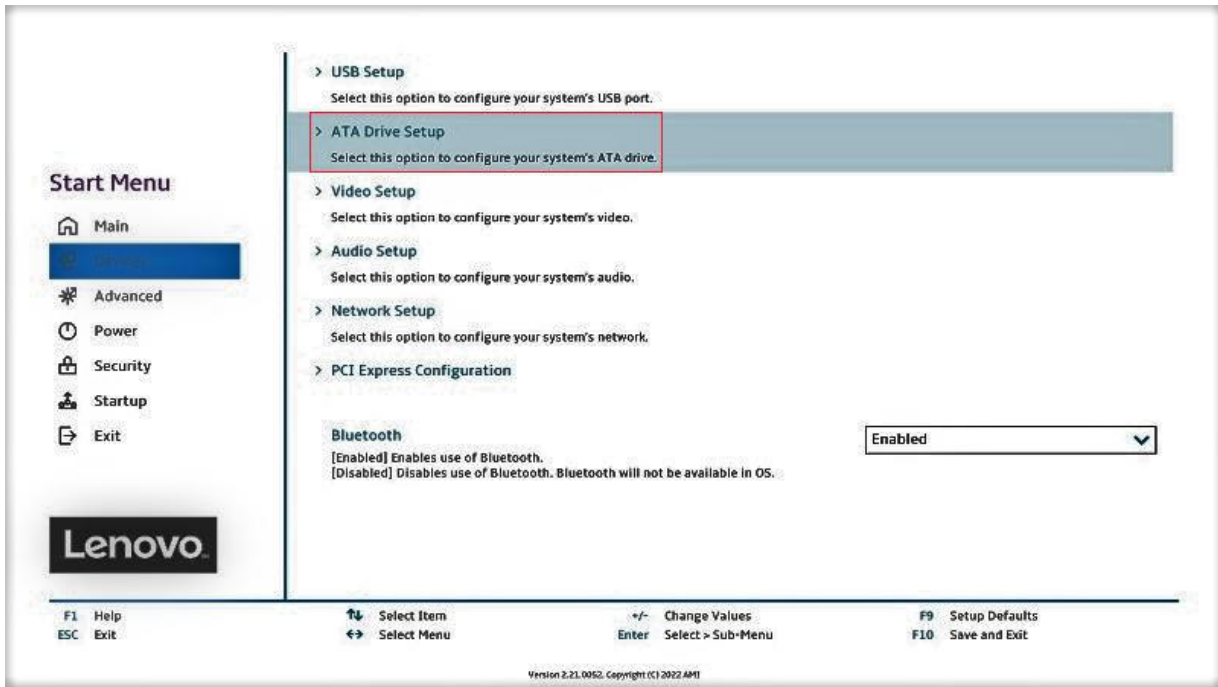 > USB Setup
Select this option to configure your system's USB port.
> ATA Drive Setup
Select this option to configure your system's ATA drive.
> Video Setup
Select this option to configure your system's video.
> Audio Setup
Select this option to configure your system's audio.
> Network Setup
Select this option to configure your system's network.
> PCI Express Configuration
Bluetooth
Enabled
[Enabled] Enables use of Bluetooth.
[Disabled] Disables use of Bluetooth. Bluetooth will not be available in OS.
Start Menu
Main
Advanced
Power
Security
Startup
Exit
Lenovo
F1 Help
ESC Exit
Select Item
Select Menu
+/- Change Values
Enter Select > Sub-Menu
F9 Setup Defaults
F10 Save and Exit
Version 2.21.0052. Copyright (C) 2022 AMI